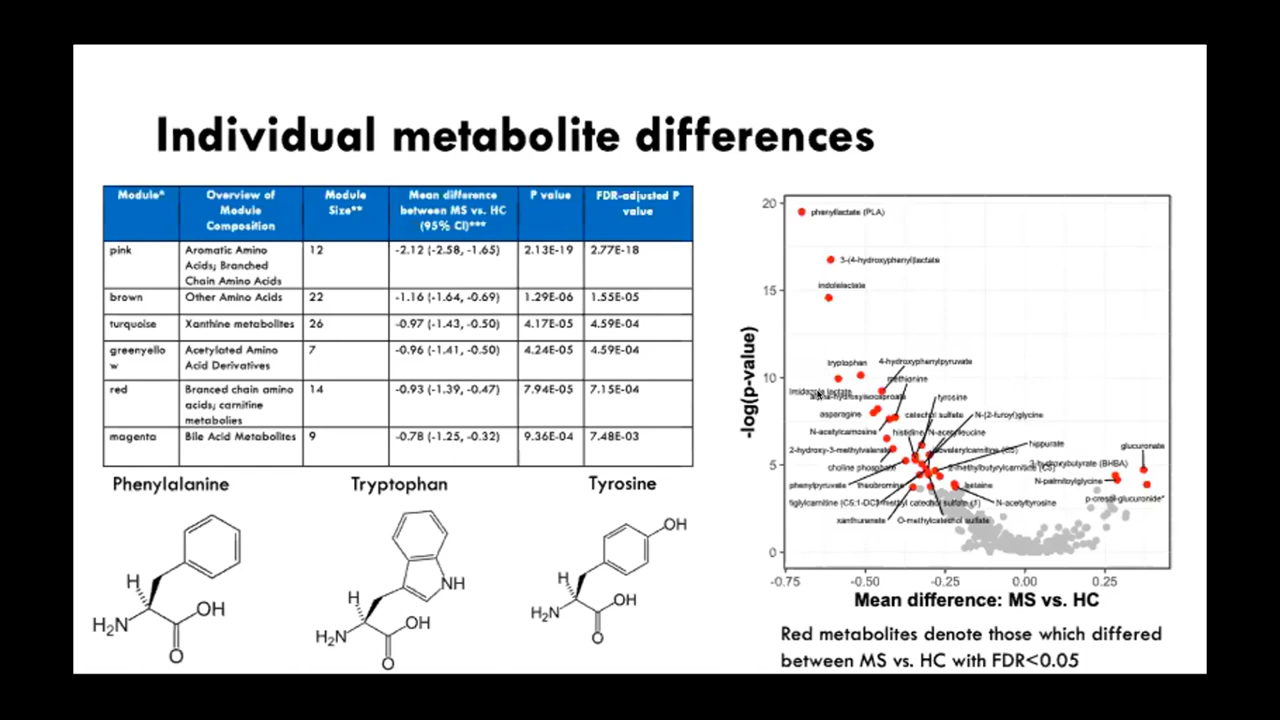 Individual metabolite differences
Module*
Overview of
Module
Composition
Module
Size**
Mean difference
between MS vs. HC
(95% CI)***
P value
FDR-adjusted P
value
pink
Aromatic Amino
Acids; Branched
Chain Amino Acids
12
-2.12 (-2.58, -1.65)
2.13E-19
2.77E-18
brown
Other Amino Acids
22
-1.16 (-1.64, -0.69)
1.29E-06
1.55E-05
turquoise
Xanthine metabolites
26
-0.97 (-1.43, -0.50)
4.17E-05
4.59E-04
greenyello
w
Acetylated Amino
Acid Derivatives
7
-0.96 (-1.41, -0.50)
4.24E-05
4.59E-04
red
Branced chain amino
acids; carnitine
metabolies
14
-0.93 (-1.39, -0.47)
7.94E-05
7.15E-04
magenta
Bile Acid Metabolites
9
-0.78 (-1.25, -0.32)
9.36E-04
7.48E-03
Phenylalanine
H
H₂N
OH
O
Tryptophan
NH
H
H₂N
OH
O
Tyrosine
OH
H
H₂N
OH
O
-log(p-value)
20
15
10
5
0
phenyllactate (PLA)
3-(4-hydroxyphenyl)lactate
indolelactate
tryptophan
4-hydroxyphenylpyruvate
methionine
imidazole lactate
alpha-hydroxyisocaproate
tyrosine
asparagine
catechol sulfate
N-(2-furoyl)glycine
N-acetylcarnosine
histidine
N-acetylleucine
hippurate
glucuronate
2-hydroxy-3-methylvalerate
isovalerylcarnitine (C5)
choline phosphate
2-methylbutyrylcarnitine (C5)
3-hydroxybutyrate (BHBA)
phenylpyruvate
theobromine
betaine
N-palmitoylglycine
tiglylcarnitine (C5:1-DC)
3-methyl catechol sulfate (1)
N-acetyltyrosine
p-cresol-glucuronide*
xanthurenate
O-methylcatechol sulfate
-0.75
-0.50
-0.25
0.00
0.25
Mean difference: MS vs. HC
Red metabolites denote those which differed
between MS vs. HC with FDR<0.05